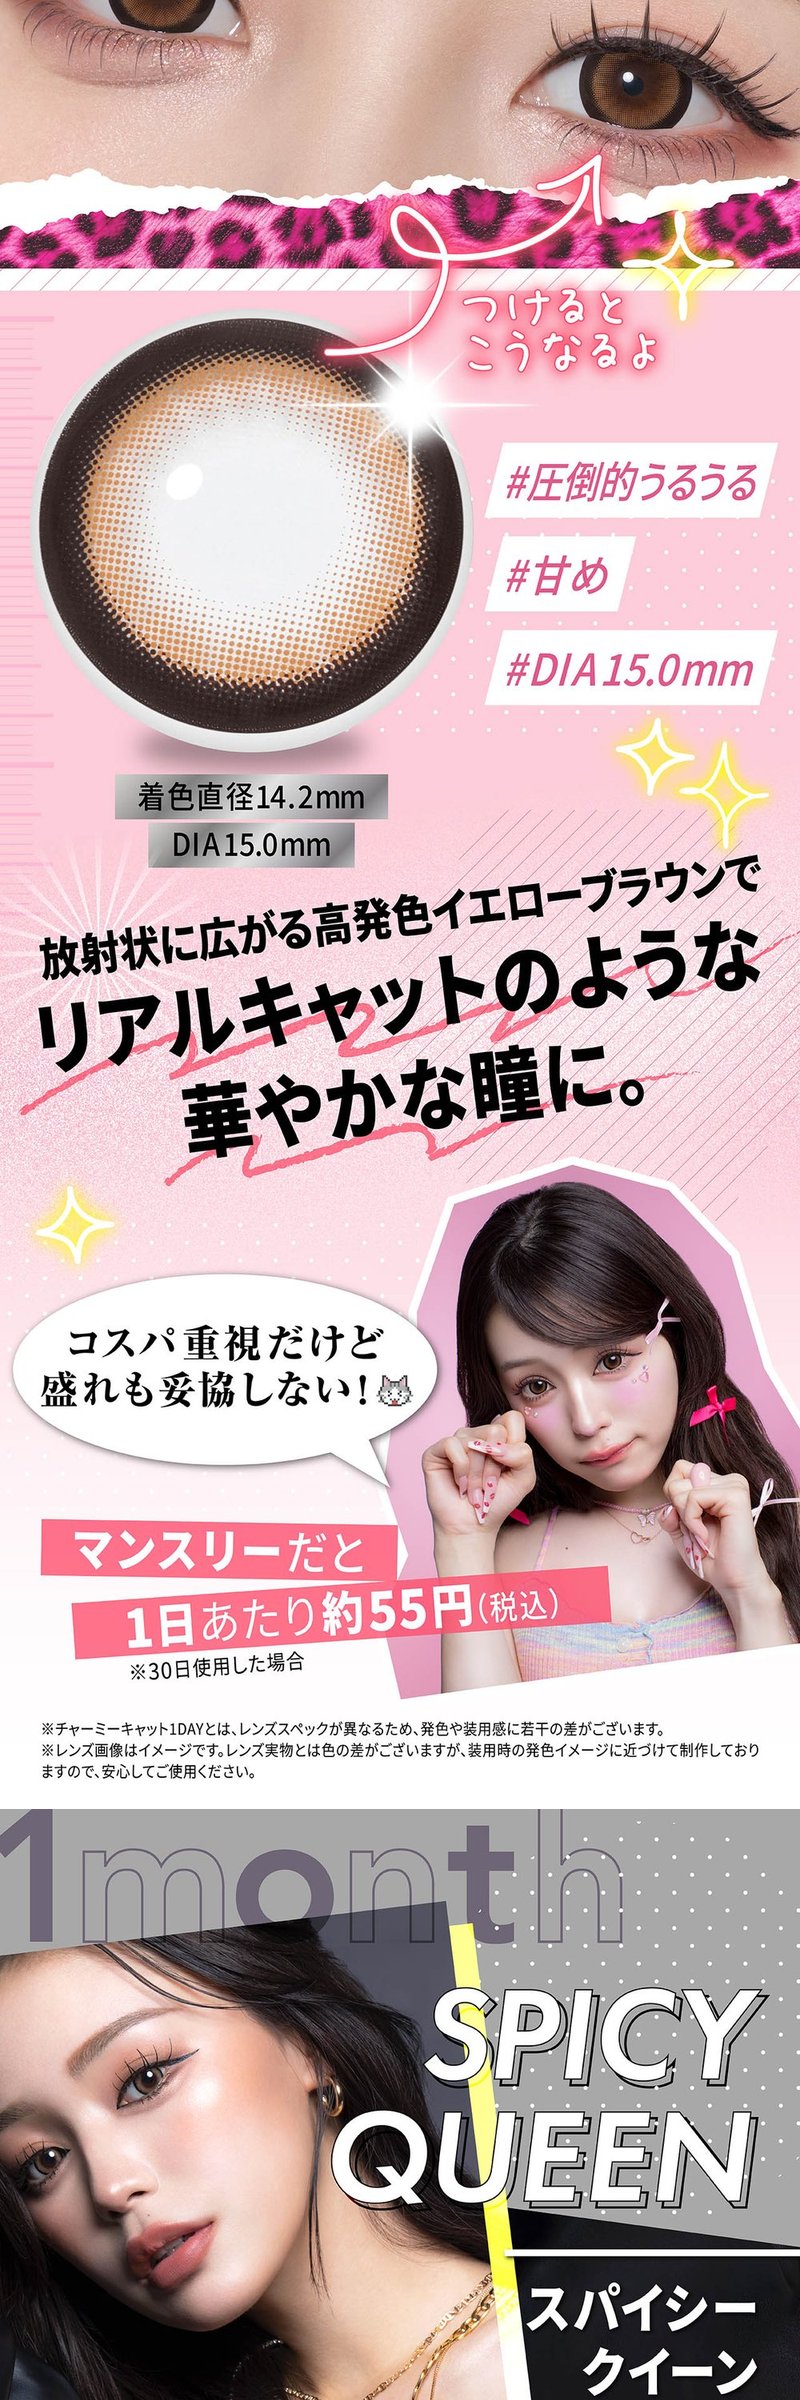 つけると
こうなるよ
#圧倒的うるうる
#甘め
#DIA15.0mm
着色直径14.2mm
DIA15.0mm
放射状に広がる高発色イエローブラウンで
リアルキャットのような
華やかな瞳に。
コスパ重視だけど
盛れも妥協しない!
マンスリーだと
1日あたり約55円(税込)
※30日使用した場合
※チャーミーキャット1DAYとは、レンズスペックが異なるため、発色や装用感に若干の差がございます。
※レンズ画像はイメージです。レンズ実物とは色の差がございますが、装用時の発色イメージに近づけて制作しており
ますので、安心してご使用ください。
1month
SPICY
QUEEN
スパイシー
クイーン